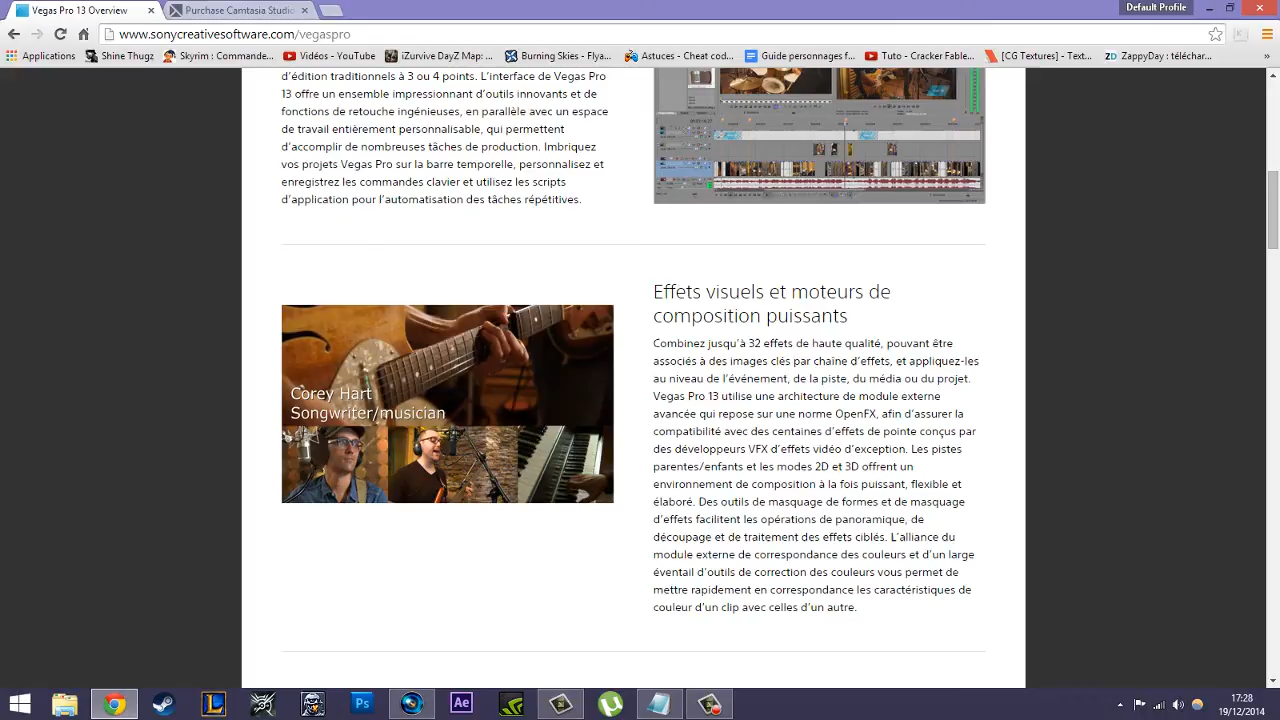 Vegas Pro 13 Overview
Purchase Camtasia Studio
Default Profile
www.sonycreativesoftware.com/vegaspro
Applications
Shine Thugz
Skyrim : Commande...
Vidéos - YouTube
iZurvive DayZ Map: ...
Burning Skies - Flya...
Astuces - Cheat cod...
Guide personnages f...
Tuto - Cracker Fable...
[CG Textures] - Text...
ZappyDay : téléchar...
d'édition traditionnels à 3 ou 4 points. L'interface de Vegas Pro
13 offre un ensemble impressionnant d'outils innovants et de
fonctions de retouche ingénieuses, en parallèle avec un espace
de travail entièrement personnalisable, qui permettent
d'accomplir de nombreuses tâches de production. Imbriquez
vos projets Vegas Pro sur la barre temporelle, personnalisez et
enregistrez les commandes clavier et utilisez les scripts
d'application pour l'automatisation des tâches répétitives.
Corey Hart
Songwriter/musician
Effets visuels et moteurs de
composition puissants
Combinez jusqu'à 32 effets de haute qualité, pouvant être
associés à des images clés par chaîne d'effets, et appliquez-les
au niveau de l'événement, de la piste, du média ou du projet.
Vegas Pro 13 utilise une architecture de module externe
avancée qui repose sur une norme OpenFX, afin d'assurer la
compatibilité avec des centaines d'effets de pointe conçus par
des développeurs VFX d'effets vidéo d'exception. Les pistes
parentes/enfants et les modes 2D et 3D offrent un
environnement de composition à la fois puissant, flexible et
élaboré. Des outils de masquage de formes et de masquage
d'effets facilitent les opérations de panoramique, de
découpage et de traitement des effets ciblés. L'alliance du
module externe de correspondance des couleurs et d'un large
éventail d'outils de correction des couleurs vous permet de
mettre rapidement en correspondance les caractéristiques de
couleur d'un clip avec celles d'un autre.
Ps
Ae
17:28
19/12/2014